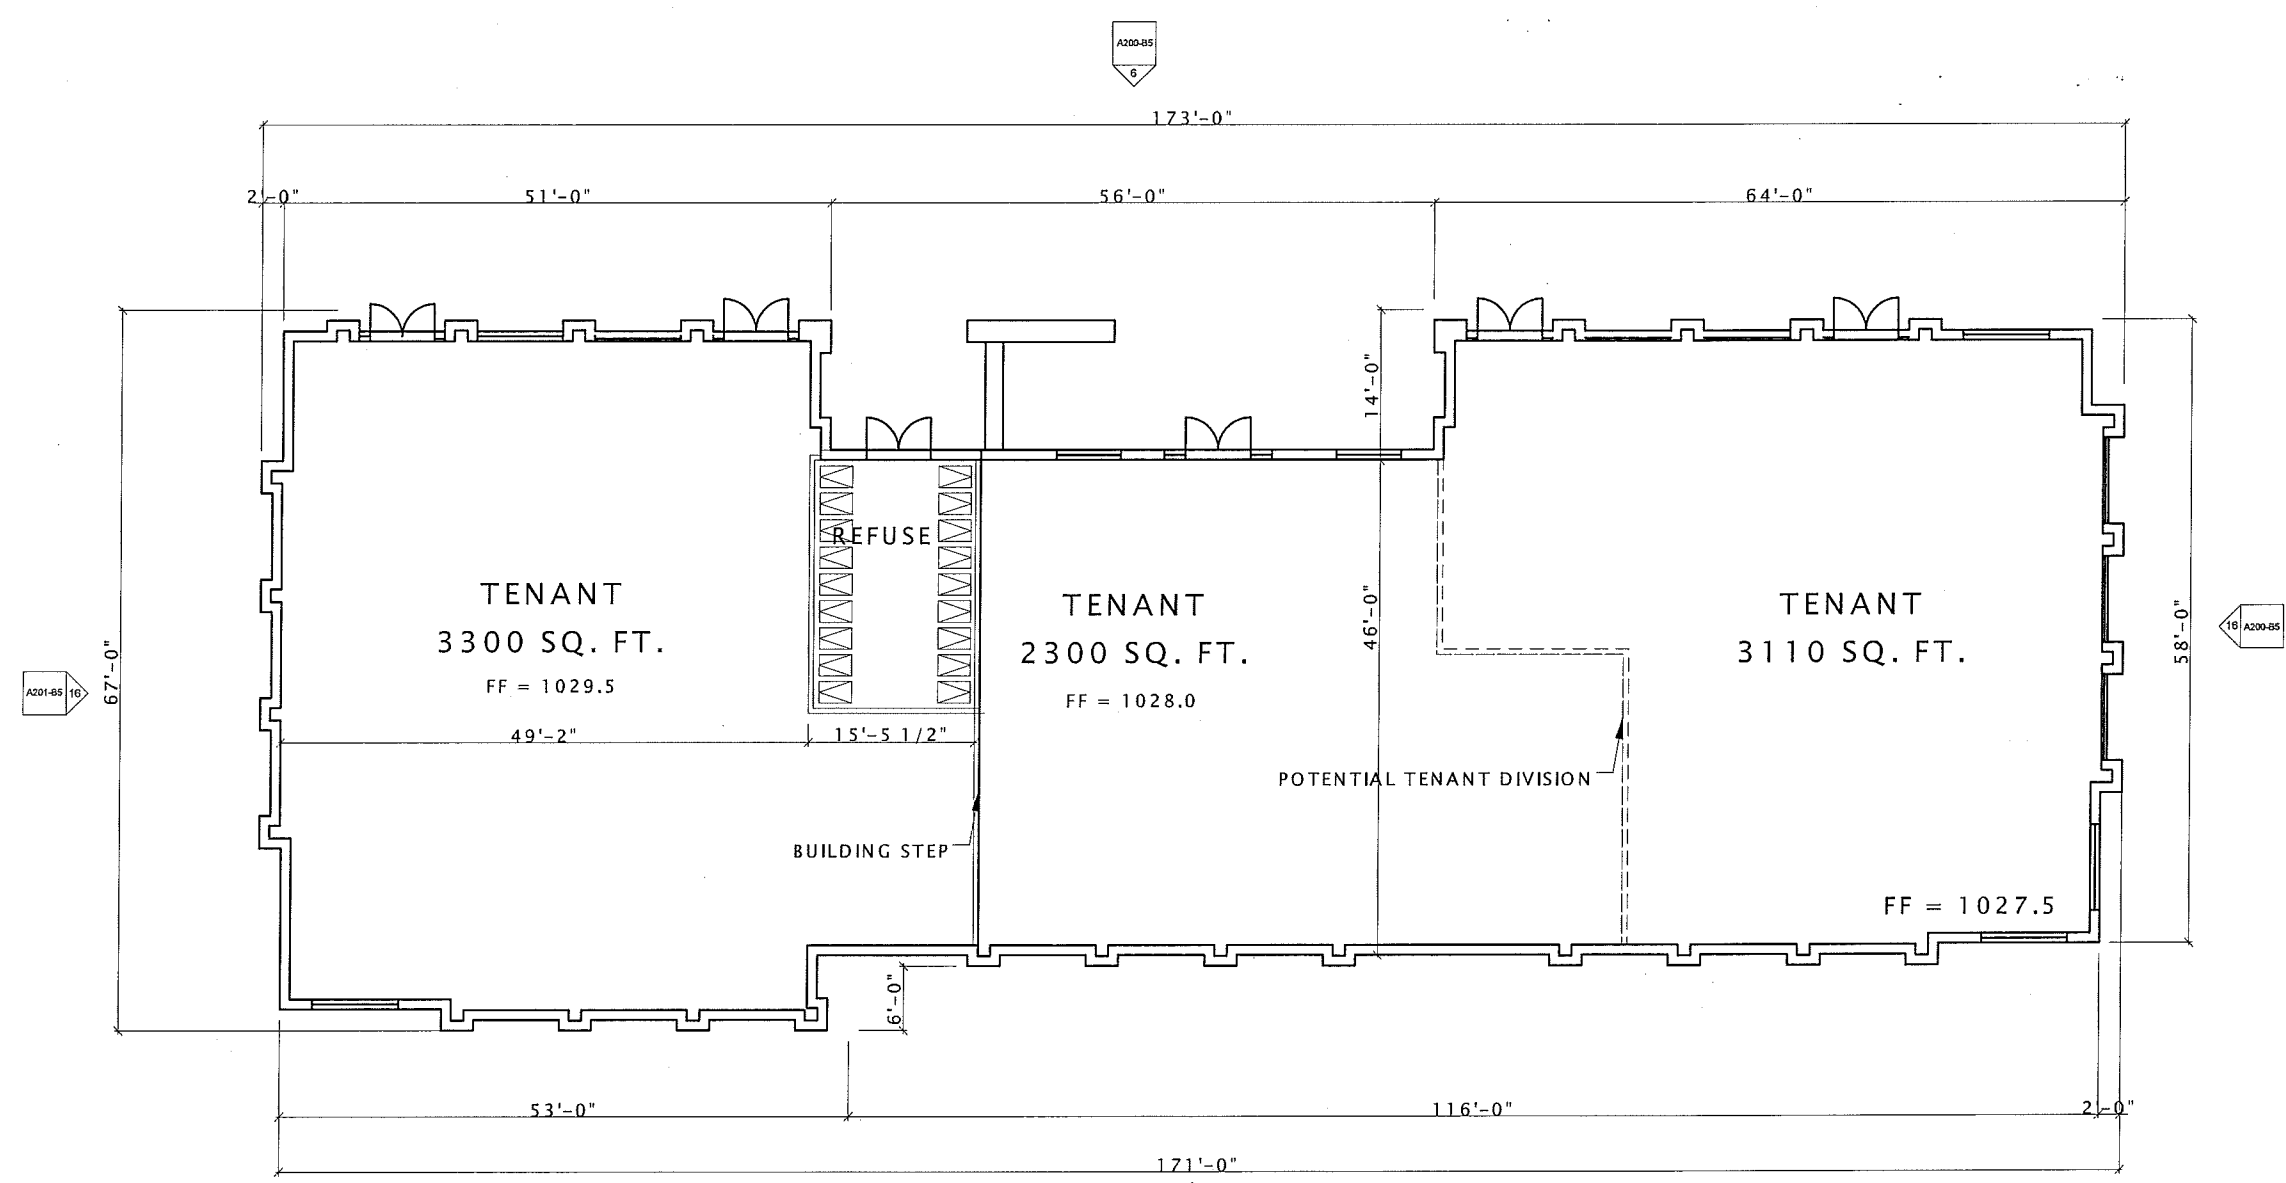 A200-B5
6
173'-0"
2'-0"
51'-0"
56'-0"
64'-0"
14'-0"
REFUSE
TENANT
3300 SQ. FT.
FF = 1029.5
TENANT
2300 SQ. FT.
FF = 1028.0
TENANT
3110 SQ. FT.
46'-0"
58'-0"
16 A200-B5
67'-0"
A201-B5 16
49'-2"
15'-5 1/2"
POTENTIAL TENANT DIVISION
BUILDING STEP
FF = 1027.5
6'-0"
53'-0"
116'-0"
2'-0"
171'-0"